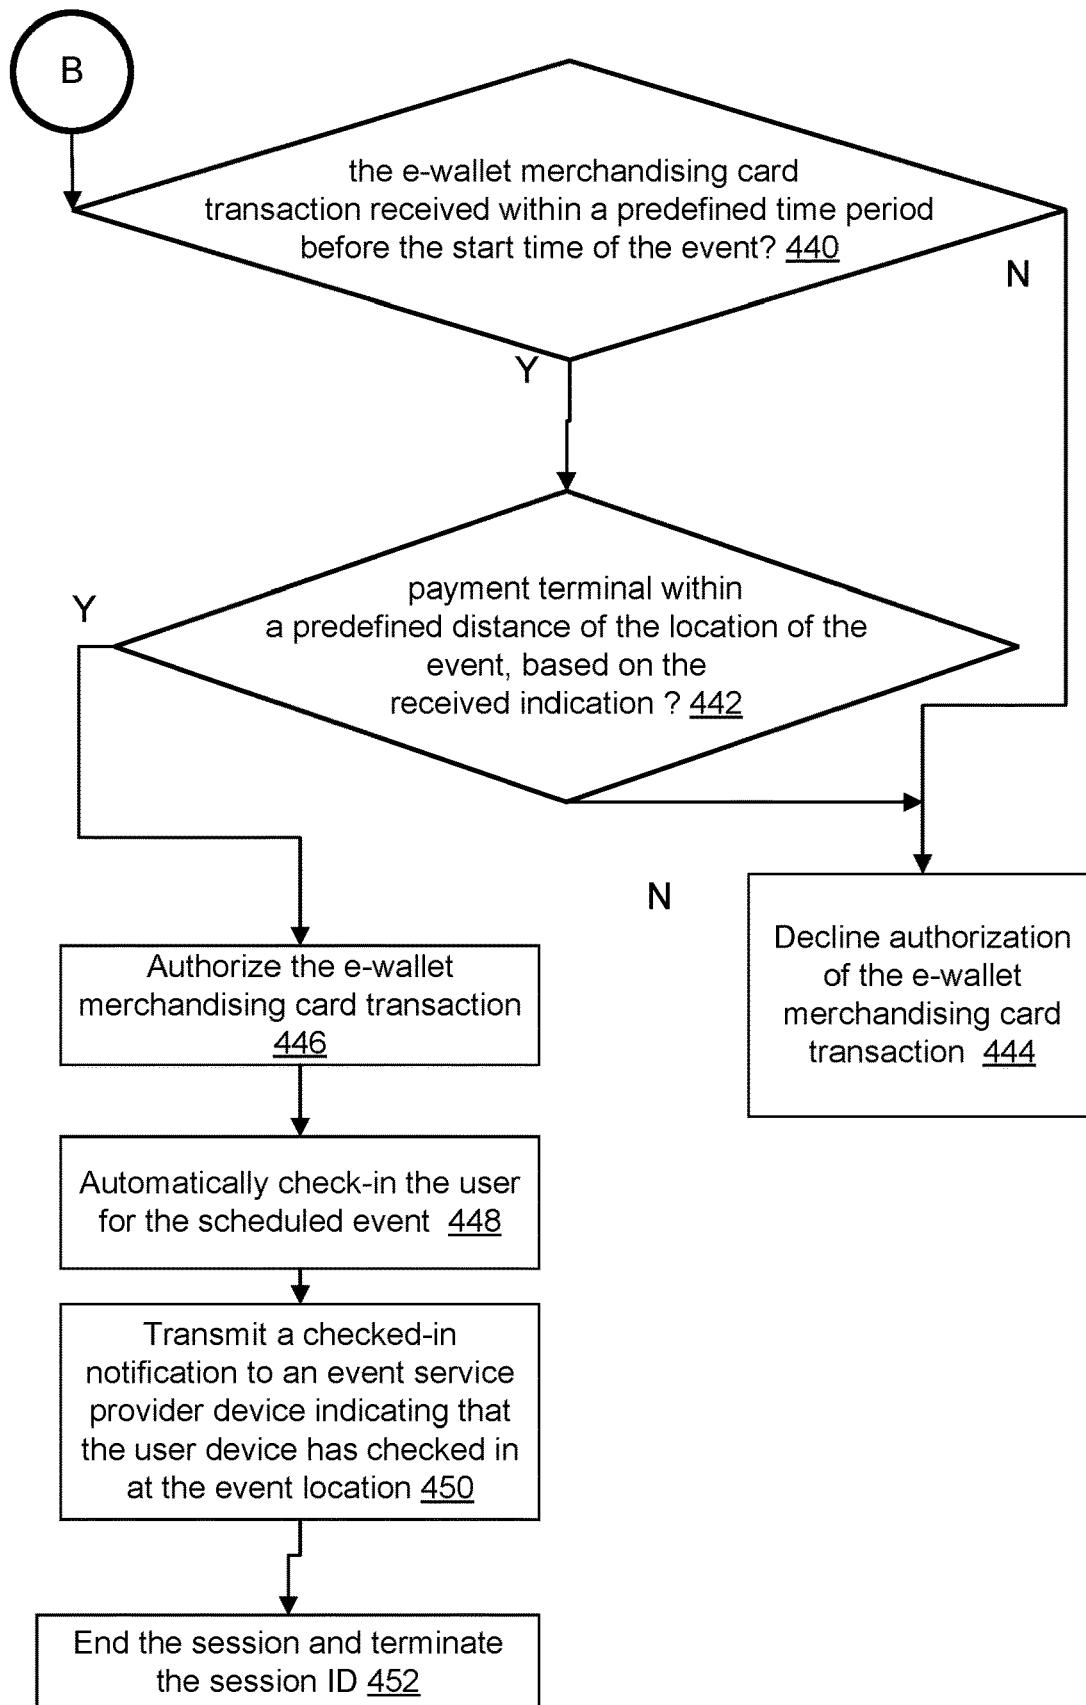 B
the e-wallet merchandising card
transaction received within a predefined time period
before the start time of the event? 440
N
Y
payment terminal within
a predefined distance of the location of the
event, based on the
received indication ? 442
Y
N
Decline authorization
of the e-wallet
merchandising card
transaction 444
Authorize the e-wallet
merchandising card transaction
446
Automatically check-in the user
for the scheduled event 448
Transmit a checked-in
notification to an event service
provider device indicating that
the user device has checked in
at the event location 450
End the session and terminate
the session ID 452